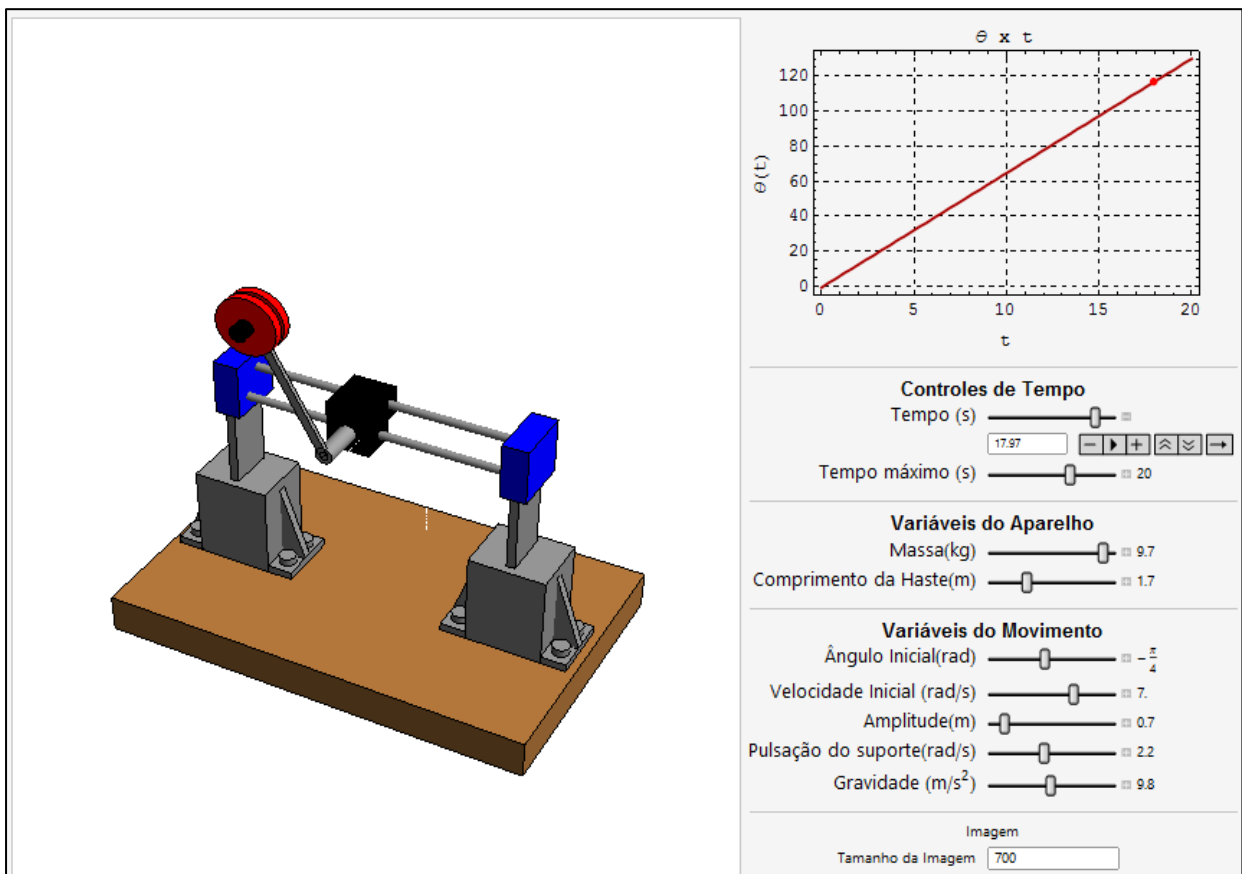 θ x t
120
100
80
60
40
20
0
θ(t)
0 5 10 15 20
t
Controles de Tempo
Tempo (s)
17.97
Tempo máximo (s) 20
Variáveis do Aparelho
Massa(kg) 9.7
Comprimento da Haste(m) 1.7
Variáveis do Movimento
Ângulo Inicial(rad) -π/4
Velocidade Inicial (rad/s) 7.
Amplitude(m) 0.7
Pulsação do suporte(rad/s) 2.2
Gravidade (m/s²) 9.8
Imagem
Tamanho da Imagem 700